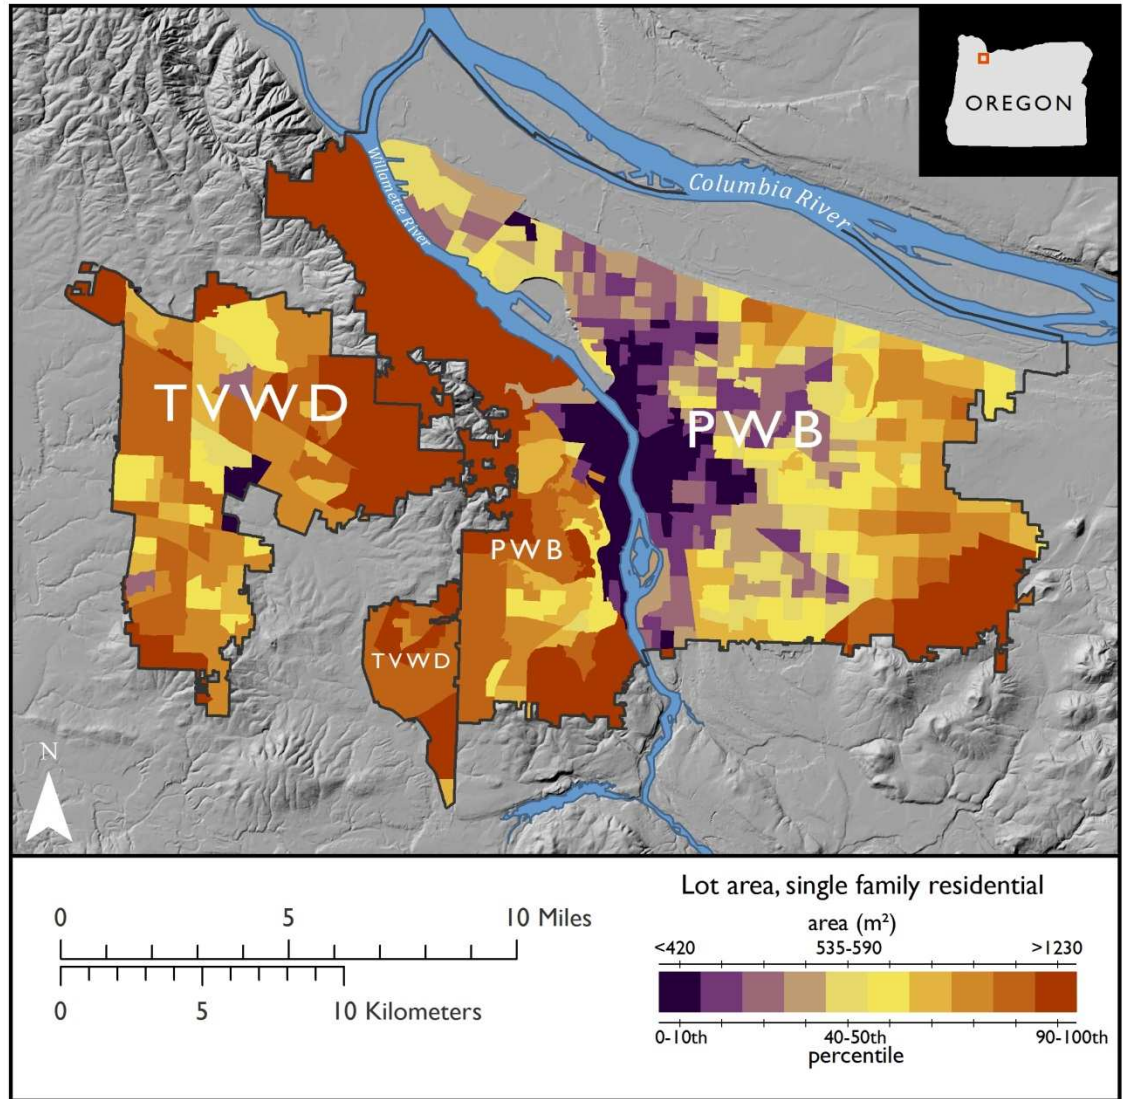 OREGON
Columbia River
Willamette River
TVWD
PWB
PWB
TVWD
N
0 5 10 Miles
0 5 10 Kilometers
Lot area, single family residential
area (m²)
<420 535-590 >1230
0-10th 40-50th 90-100th
percentile